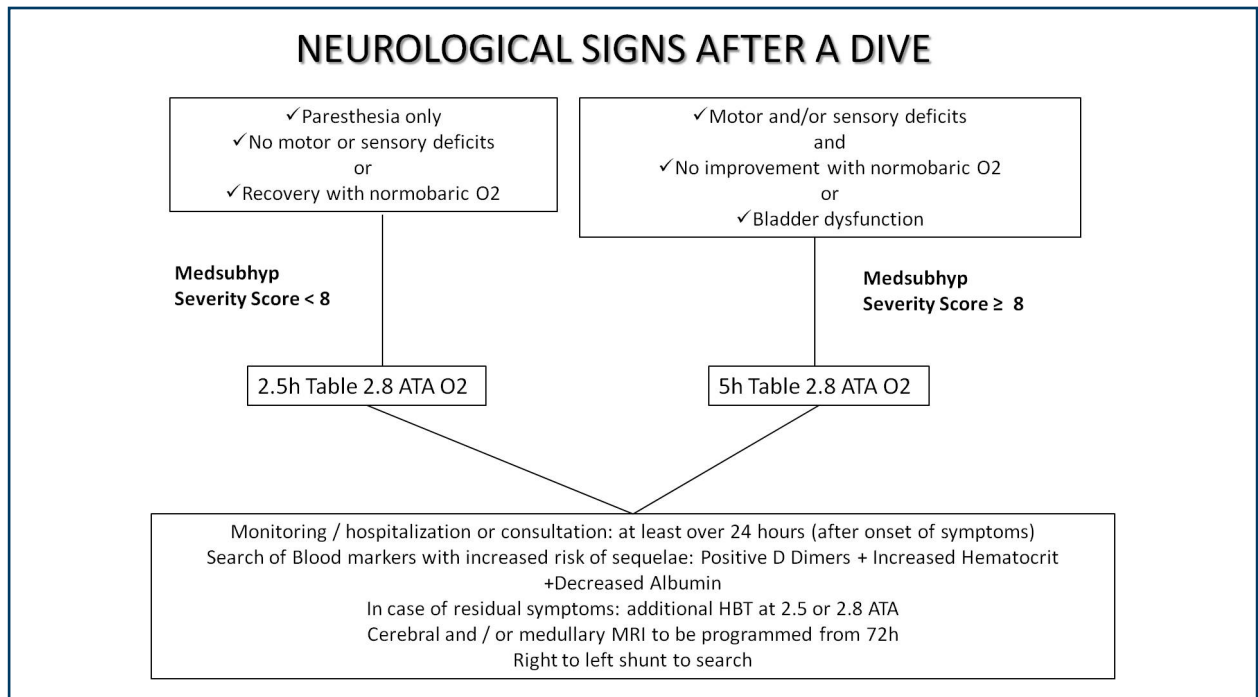 NEUROLOGICAL SIGNS AFTER A DIVE
✓Paresthesia only
✓No motor or sensory deficits
or
✓Recovery with normobaric O2
✓Motor and/or sensory deficits
and
✓No improvement with normobaric O2
or
✓Bladder dysfunction
Medsubhyp
Severity Score < 8
Medsubhyp
Severity Score ≥ 8
2.5h Table 2.8 ATA O2
5h Table 2.8 ATA O2
Monitoring / hospitalization or consultation: at least over 24 hours (after onset of symptoms)
Search of Blood markers with increased risk of sequelae: Positive D Dimers + Increased Hematocrit
+Decreased Albumin
In case of residual symptoms: additional HBT at 2.5 or 2.8 ATA
Cerebral and / or medullary MRI to be programmed from 72h
Right to left shunt to search